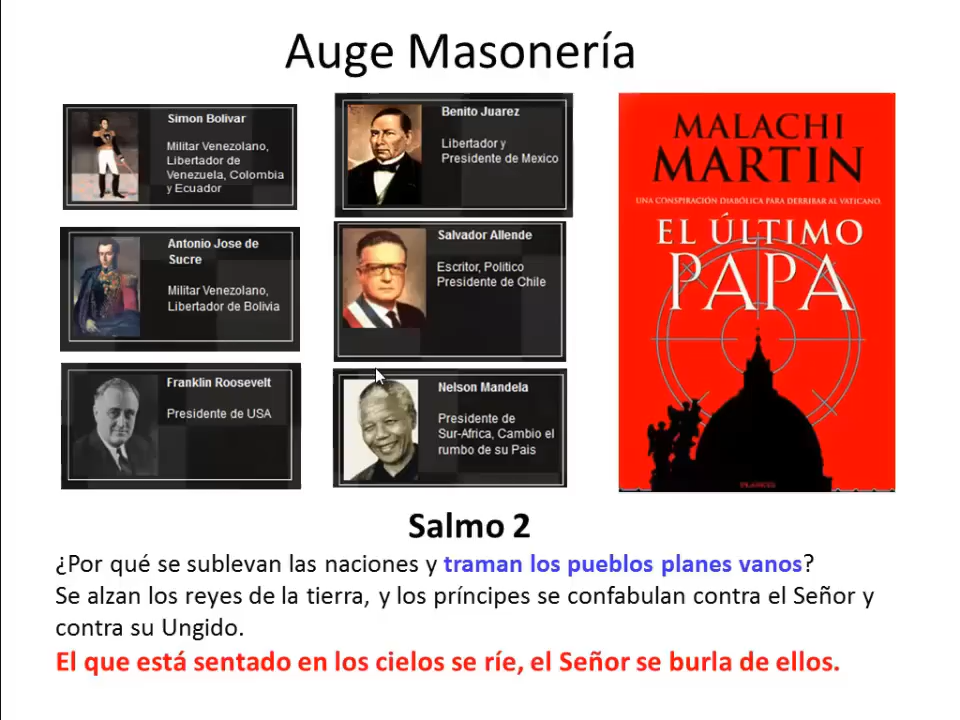 Auge Masonería
Simon Bolivar
Militar Venezolano,
Libertador de
Venezuela, Colombia
y Ecuador
Antonio Jose de
Sucre
Militar Venezolano,
Libertador de Bolivia
Franklin Roosevelt
Presidente de USA
Benito Juarez
Libertador y
Presidente de Mexico
Salvador Allende
Escritor, Politico
Presidente de Chile
Nelson Mandela
Presidente de
Sur-Africa, Cambio el
rumbo de su Pais
MALACHI
MARTIN
UNA CONSPIRACIÓN DIABÓLICA PARA DERRIBAR AL VATICANO.
EL ÚLTIMO
PAPA
Salmo 2
¿Por qué se sublevan las naciones y traman los pueblos planes vanos?
Se alzan los reyes de la tierra, y los príncipes se confabulan contra el Señor y
contra su Ungido.
El que está sentado en los cielos se ríe, el Señor se burla de ellos.